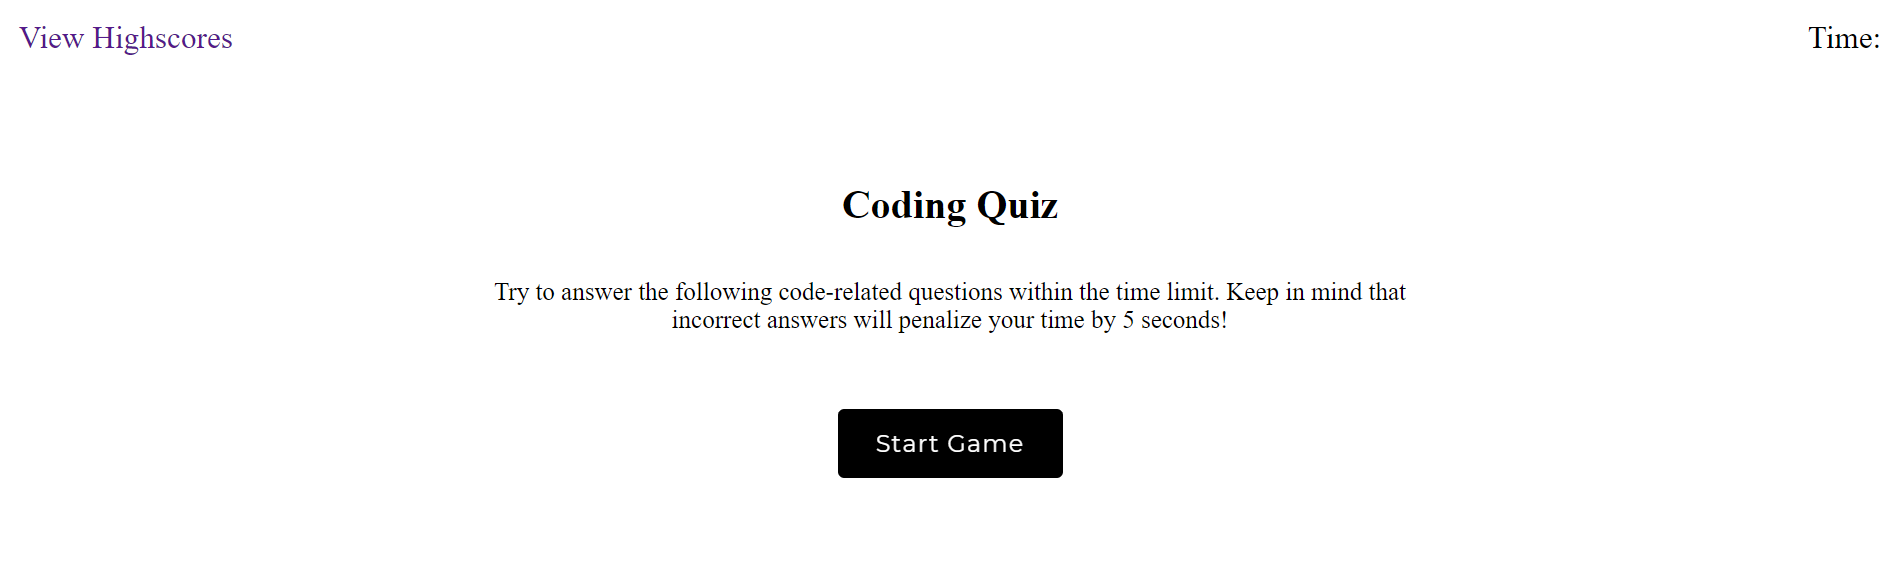 View Highscores
Time:
Coding Quiz
Try to answer the following code-related questions within the time limit. Keep in mind that
incorrect answers will penalize your time by 5 seconds!
Start Game